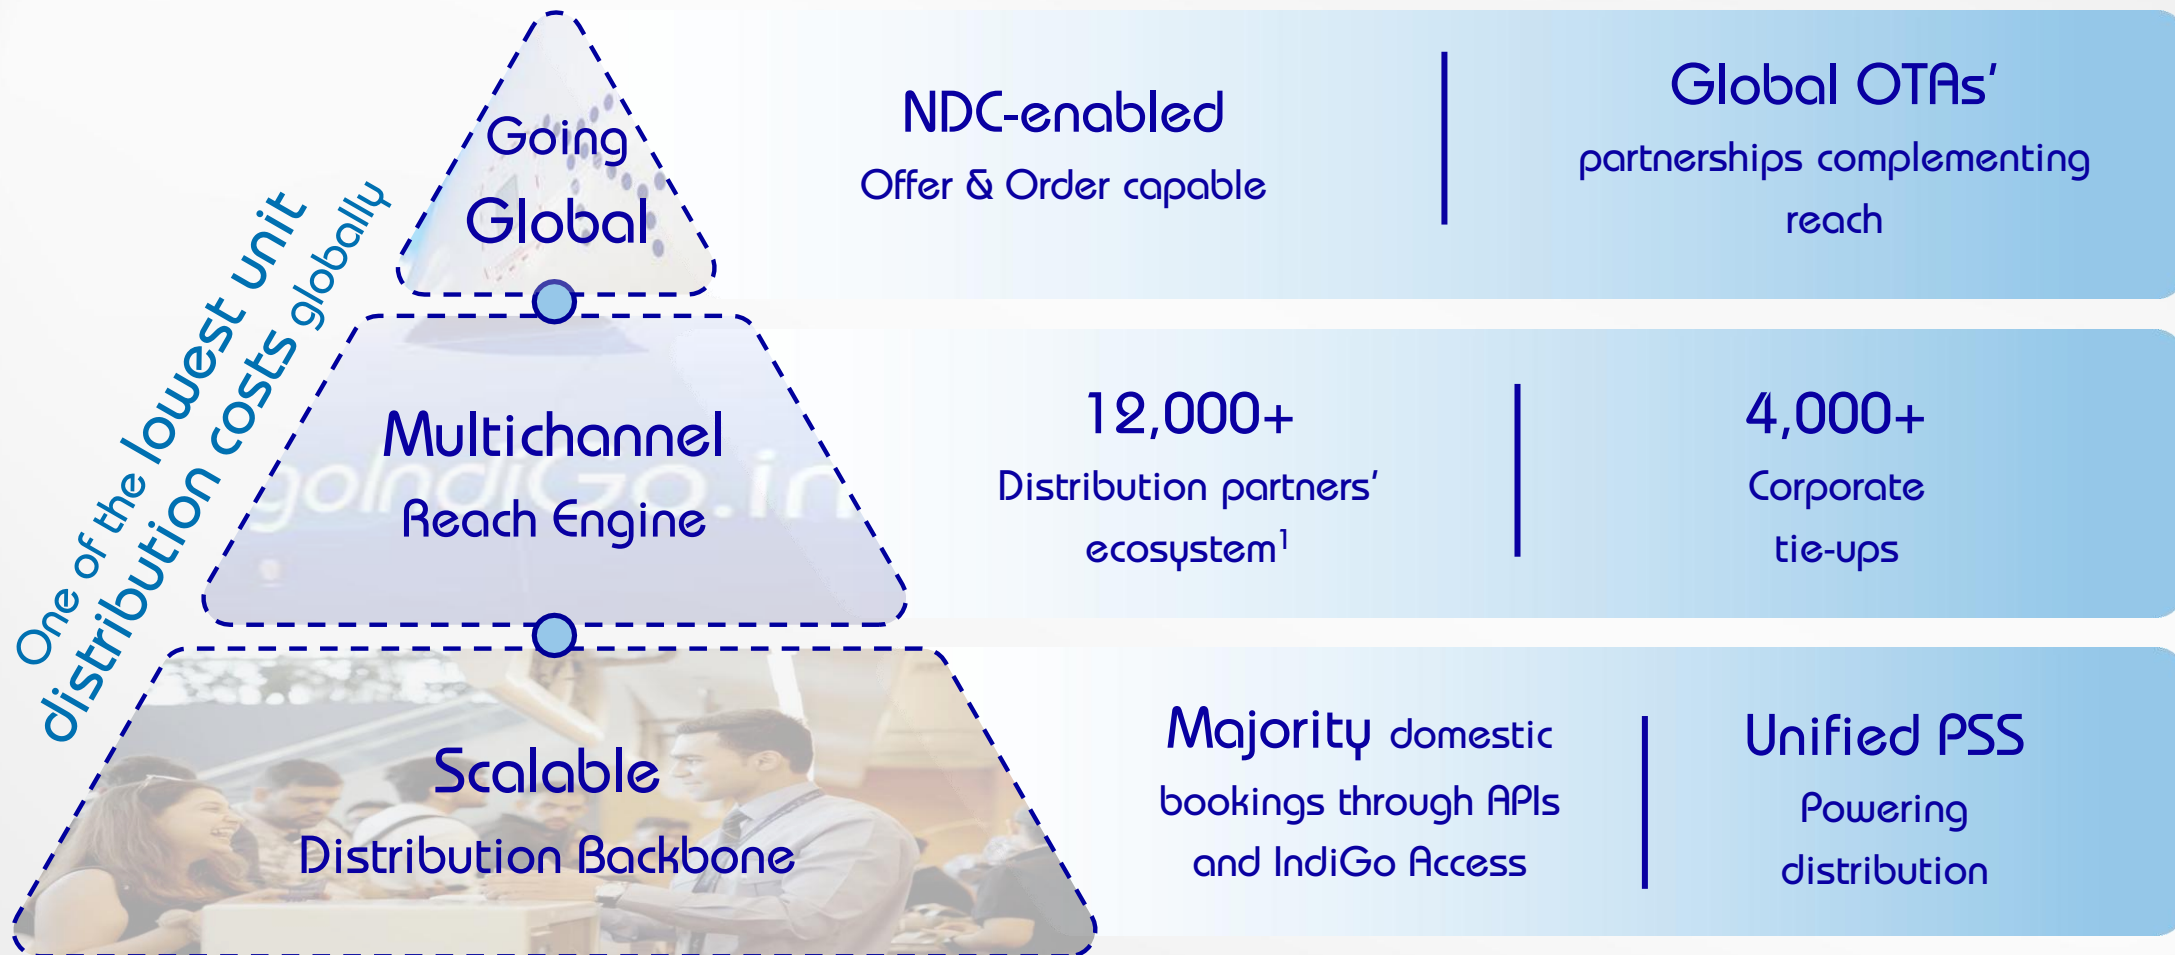 One of the lowest unit
distribution costs globally
Going
Global
NDC-enabled
Offer & Order capable
Global OTAs'
partnerships complementing
reach
Multichannel
Reach Engine
goIndiGo.in
12,000+
Distribution partners'
ecosystem¹
4,000+
Corporate
tie-ups
Scalable
Distribution Backbone
Majority domestic
bookings through APIs
and IndiGo Access
Unified PSS
Powering
distribution